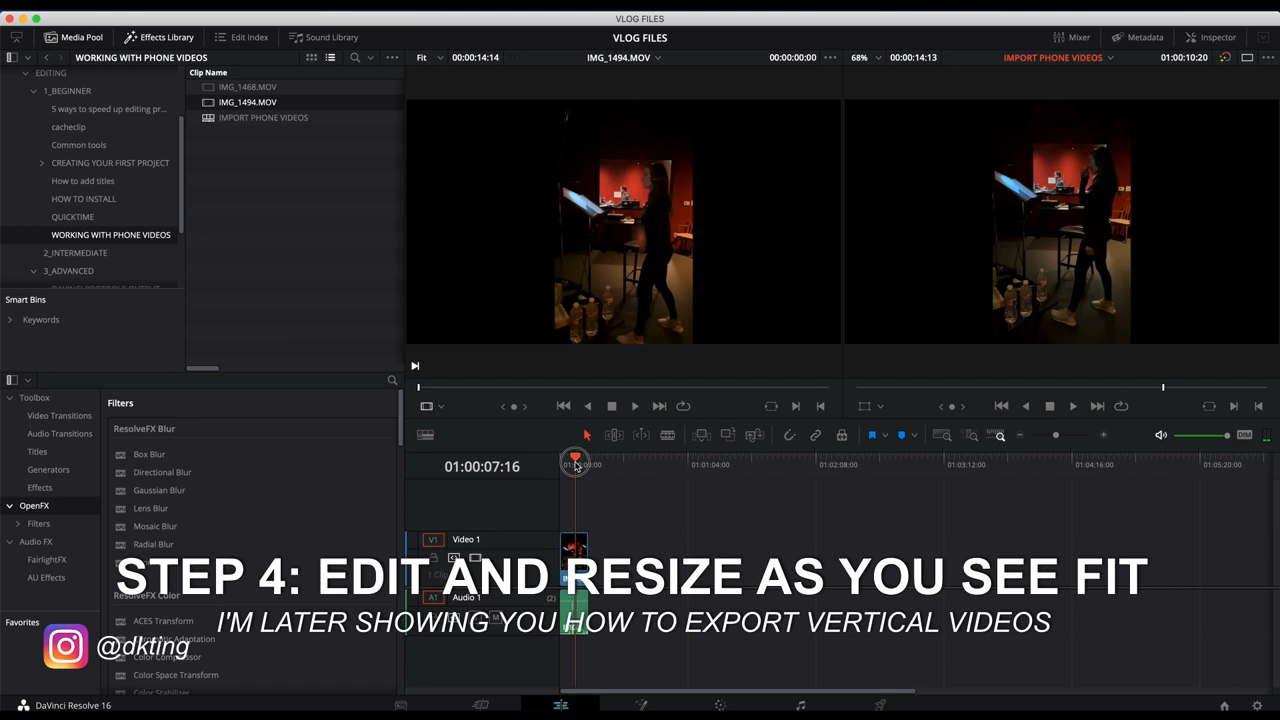 VLOG FILES
Media Pool Effects Library Edit Index Sound Library VLOG FILES Mixer Metadata Inspector
WORKING WITH PHONE VIDEOS Fit 00:00:14:14 IMG_1494.MOV 00:00:00:00 68% 00:00:14:13 IMPORT PHONE VIDEOS 01:00:10:20
EDITING
1_BEGINNER
5 ways to speed up editing pr...
cacheclip
Common tools
CREATING YOUR FIRST PROJECT
How to add titles
HOW TO INSTALL
QUICKTIME
WORKING WITH PHONE VIDEOS
2_INTERMEDIATE
3_ADVANCED
Clip Name
IMG_1468.MOV
IMG_1494.MOV
IMPORT PHONE VIDEOS
Smart Bins
Keywords
Toolbox
Video Transitions
Audio Transitions
Titles
Generators
Effects
OpenFX
Filters
Audio FX
FairlightFX
AU Effects
Favorites
Filters
ResolveFX Blur
Box Blur
Directional Blur
Gaussian Blur
Lens Blur
Mosaic Blur
Radial Blur
ResolveFX Color
ACES Transform
Color Compressor
Color Space Transform
Color Stabilizer
DIM
01:00:07:16
01:01:04:00 01:02:08:00 01:03:12:00 01:04:16:00 01:05:20:00
V1 Video 1
A1 Audio 1 (2)
STEP 4: EDIT AND RESIZE AS YOU SEE FIT
I'M LATER SHOWING YOU HOW TO EXPORT VERTICAL VIDEOS
@dkting
DaVinci Resolve 16